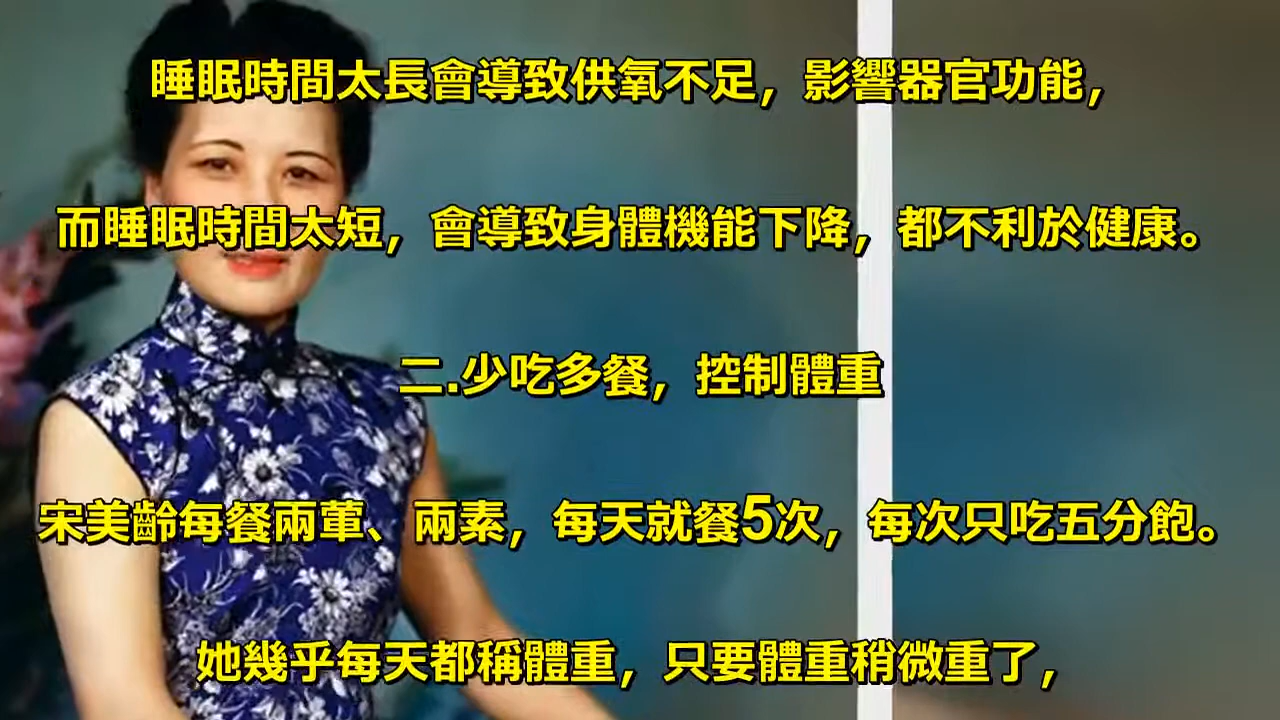 睡眠時間太長會導致供氧不足，影響器官功能，
而睡眠時間太短，會導致身體機能下降，都不利於健康。
二.少吃多餐，控制體重
宋美齡每餐兩葷、兩素，每天就餐5次，每次只吃五分飽。
她幾乎每天都稱體重，只要體重稍微重了，